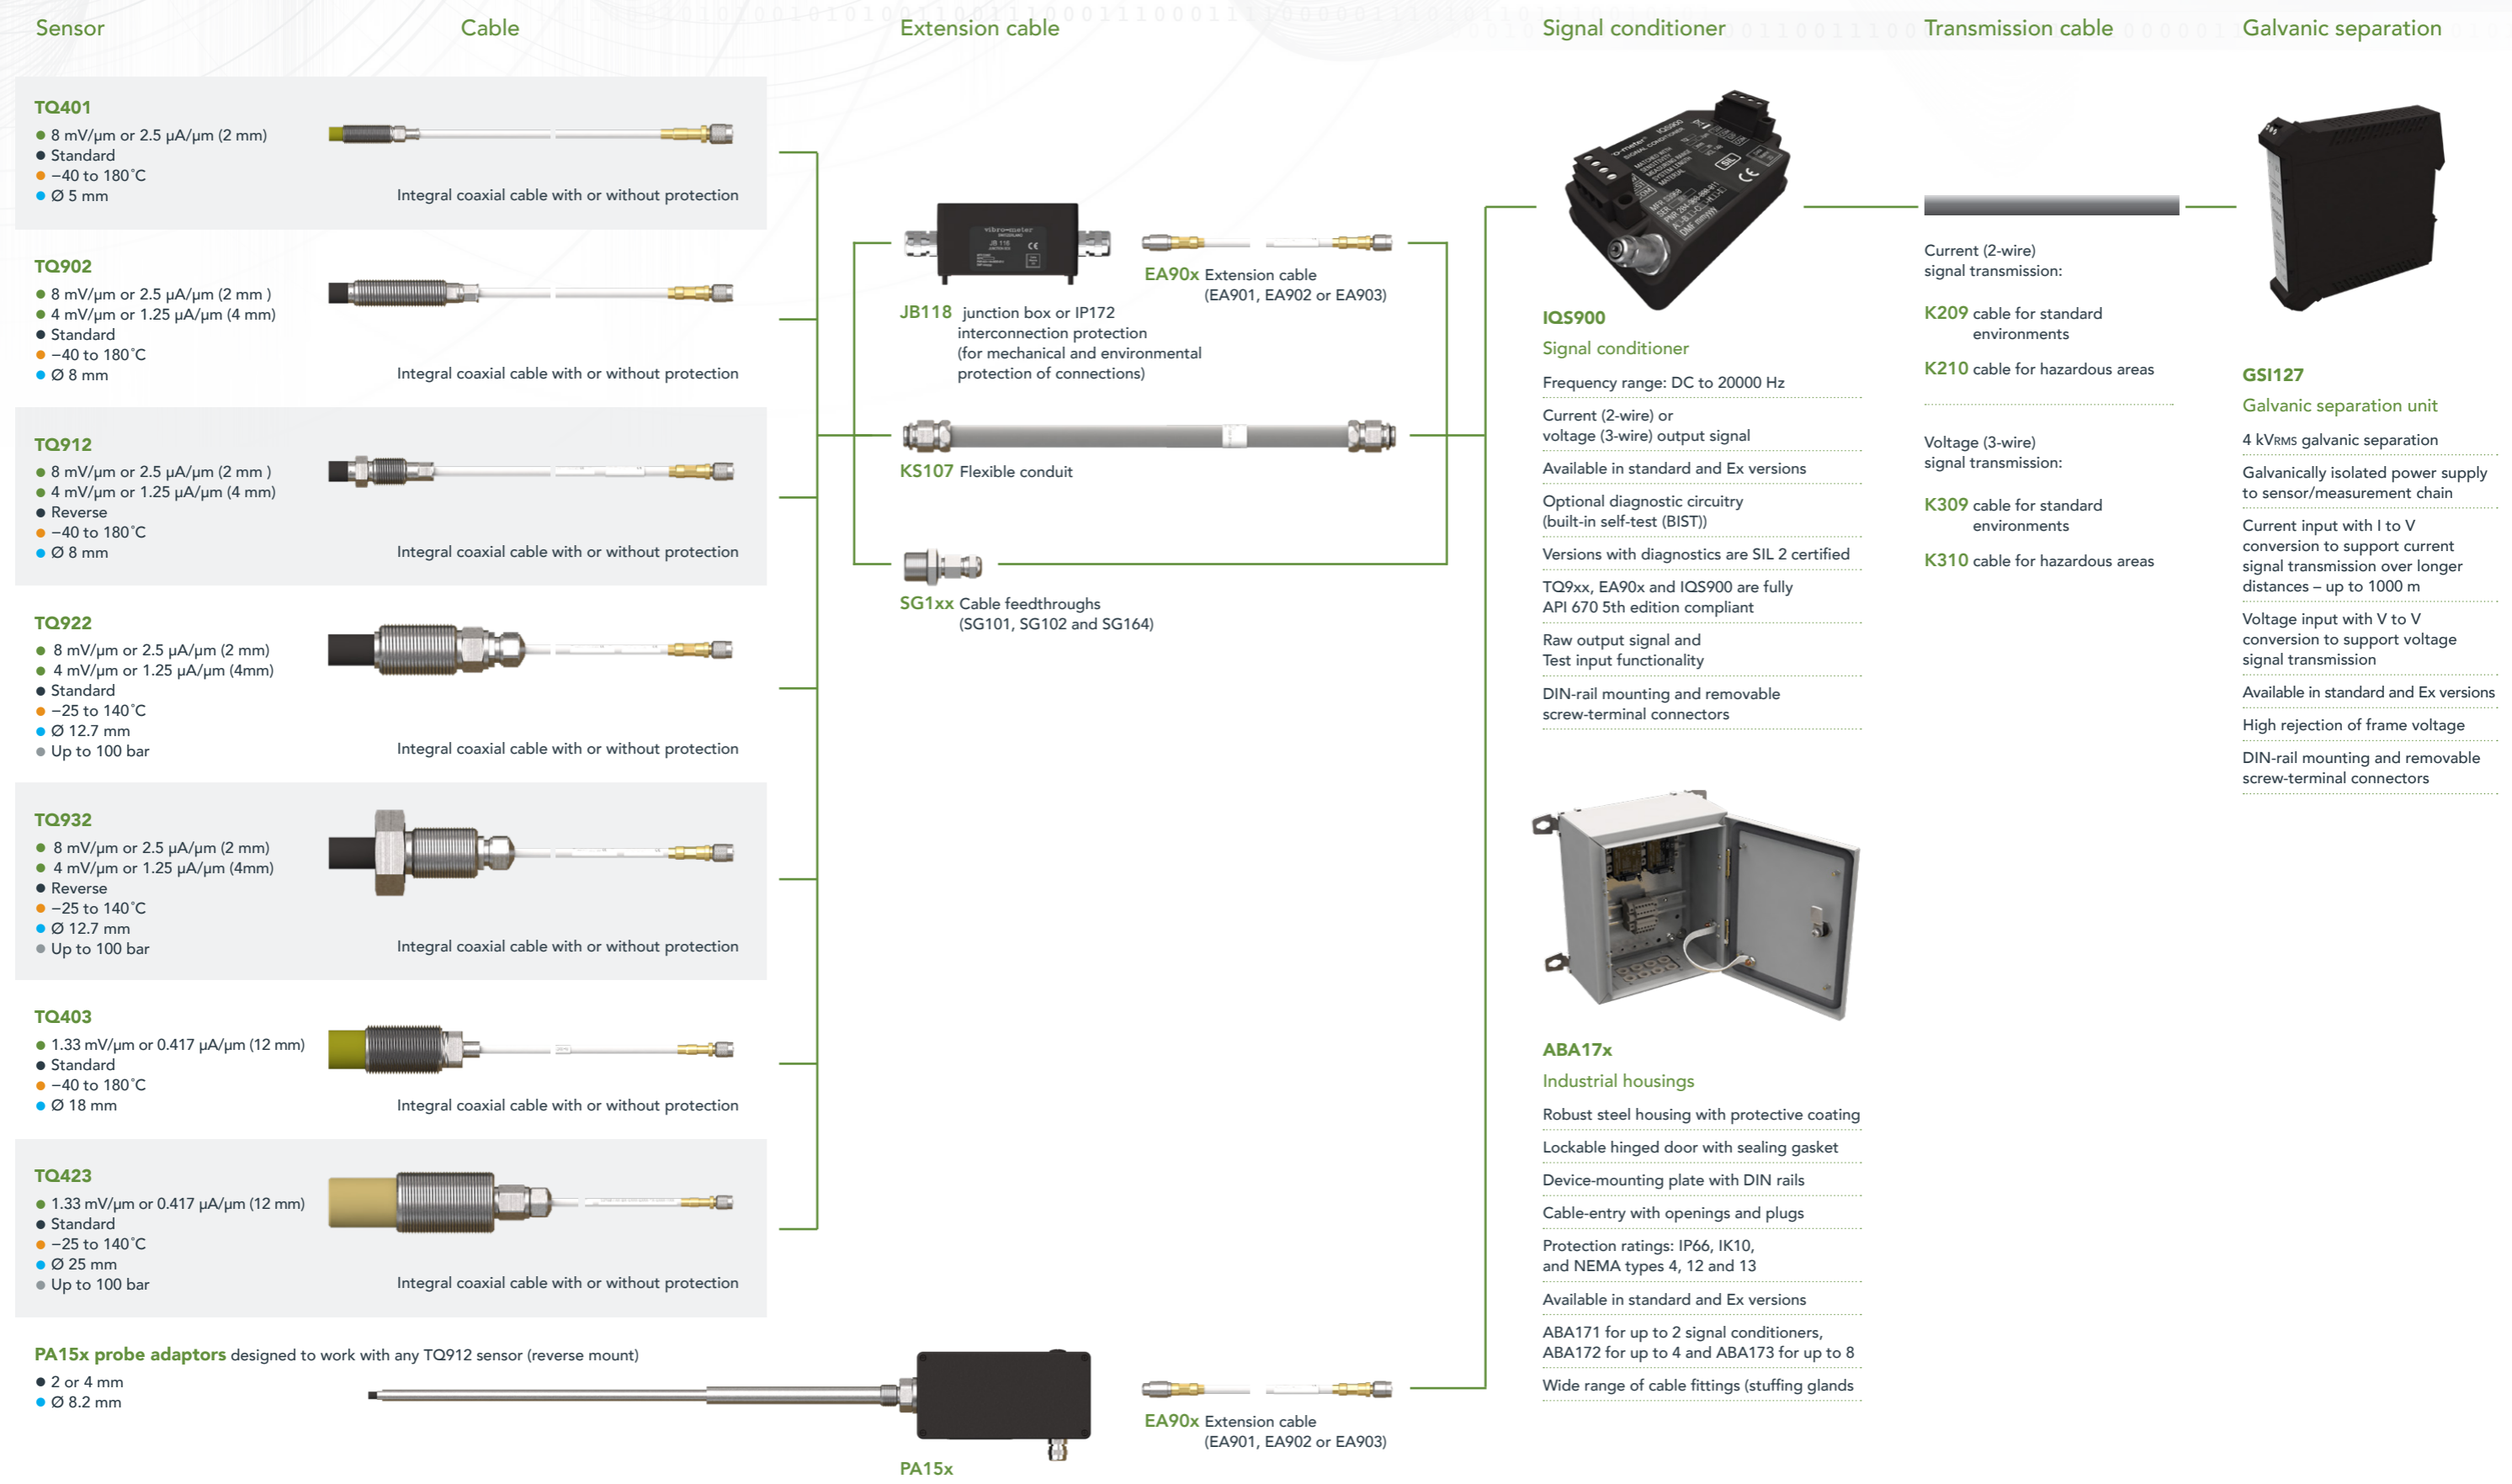 Sensor
Cable
Extension cable
Signal conditioner
Transmission cable
Galvanic separation
TQ401
8 mV/µm or 2.5 µA/µm (2 mm)
Standard
−40 to 180˚C
Ø 5 mm
Integral coaxial cable with or without protection
TQ902
8 mV/µm or 2.5 µA/µm (2 mm )
4 mV/µm or 1.25 µA/µm (4 mm)
Standard
−40 to 180˚C
Ø 8 mm
Integral coaxial cable with or without protection
TQ912
8 mV/µm or 2.5 µA/µm (2 mm )
4 mV/µm or 1.25 µA/µm (4 mm)
Reverse
−40 to 180˚C
Ø 8 mm
Integral coaxial cable with or without protection
TQ922
8 mV/µm or 2.5 µA/µm (2 mm)
4 mV/µm or 1.25 µA/µm (4mm)
Standard
−25 to 140˚C
Ø 12.7 mm
Up to 100 bar
Integral coaxial cable with or without protection
TQ932
8 mV/µm or 2.5 µA/µm (2 mm)
4 mV/µm or 1.25 µA/µm (4mm)
Reverse
−25 to 140˚C
Ø 12.7 mm
Up to 100 bar
Integral coaxial cable with or without protection
TQ403
1.33 mV/µm or 0.417 µA/µm (12 mm)
Standard
−40 to 180˚C
Ø 18 mm
Integral coaxial cable with or without protection
TQ423
1.33 mV/µm or 0.417 µA/µm (12 mm)
Standard
−25 to 140˚C
Ø 25 mm
Up to 100 bar
Integral coaxial cable with or without protection
PA15x probe adaptors designed to work with any TQ912 sensor (reverse mount)
2 or 4 mm
Ø 8.2 mm
PA15x
vibro-meter
JB 118
CE
JB118 junction box or IP172
interconnection protection
(for mechanical and environmental
protection of connections)
EA90x Extension cable
(EA901, EA902 or EA903)
KS107 Flexible conduit
SG1xx Cable feedthroughs
(SG101, SG102 and SG164)
EA90x Extension cable
(EA901, EA902 or EA903)
IQS900
SIGNAL CONDITIONER
MATCHED WITH
SENSITIVITY
MEASURING RANGE
SYSTEM LENGTH
MATERIAL
SIL
CE
IQS900
Signal conditioner
Frequency range: DC to 20000 Hz
Current (2-wire) or
voltage (3-wire) output signal
Available in standard and Ex versions
Optional diagnostic circuitry
(built-in self-test (BIST))
Versions with diagnostics are SIL 2 certified
TQ9xx, EA90x and IQS900 are fully
API 670 5th edition compliant
Raw output signal and
Test input functionality
DIN-rail mounting and removable
screw-terminal connectors
ABA17x
Industrial housings
Robust steel housing with protective coating
Lockable hinged door with sealing gasket
Device-mounting plate with DIN rails
Cable-entry with openings and plugs
Protection ratings: IP66, IK10,
and NEMA types 4, 12 and 13
Available in standard and Ex versions
ABA171 for up to 2 signal conditioners,
ABA172 for up to 4 and ABA173 for up to 8
Wide range of cable fittings (stuffing glands
Current (2-wire)
signal transmission:
K209 cable for standard
environments
K210 cable for hazardous areas
Voltage (3-wire)
signal transmission:
K309 cable for standard
environments
K310 cable for hazardous areas
GSI127
Galvanic separation unit
4 kVRMS galvanic separation
Galvanically isolated power supply
to sensor/measurement chain
Current input with I to V
conversion to support current
signal transmission over longer
distances – up to 1000 m
Voltage input with V to V
conversion to support voltage
signal transmission
Available in standard and Ex versions
High rejection of frame voltage
DIN-rail mounting and removable
screw-terminal connectors